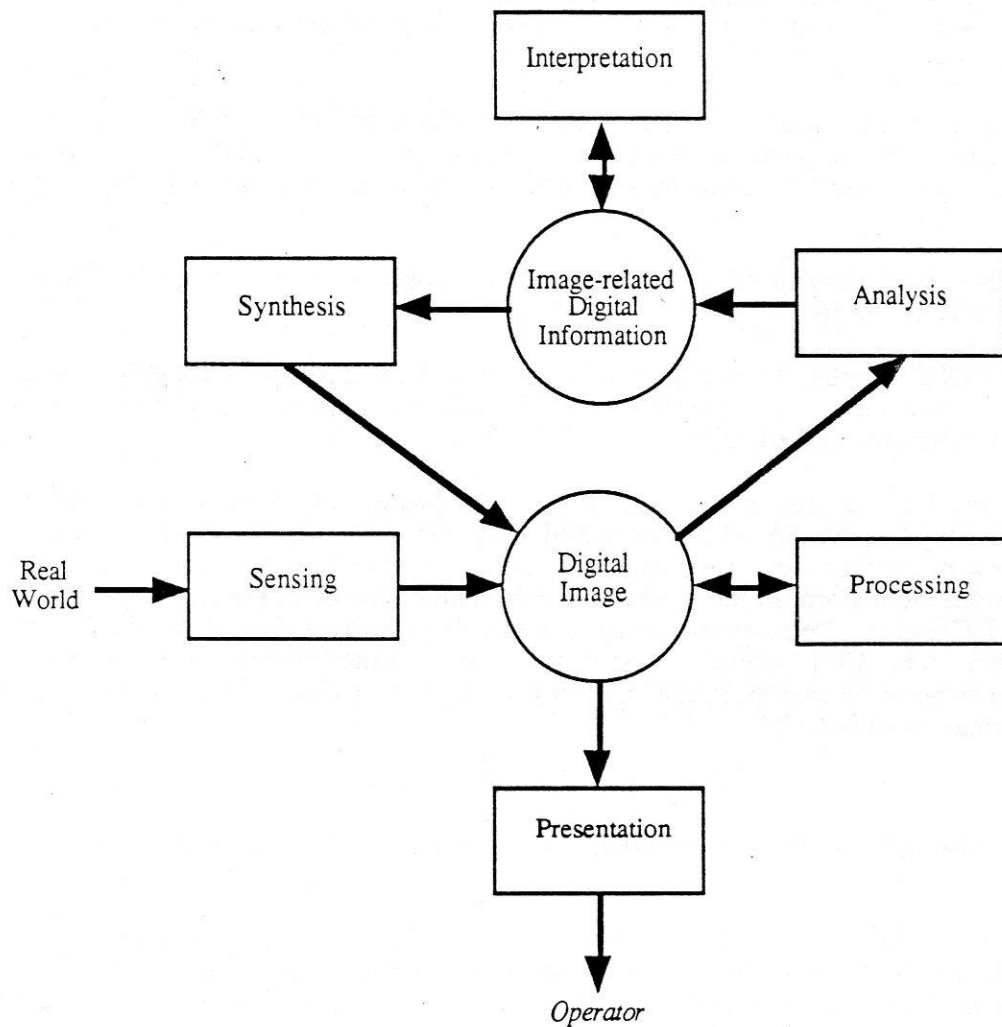 Interpretation
Synthesis
Image-related
Digital
Information
Analysis
Real
World
Sensing
Digital
Image
Processing
Presentation
Operator